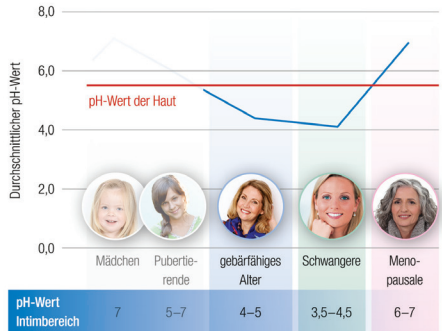 8,0
6,0
4,0
2,0
0,0
Durchschnittlicher pH-Wert
pH-Wert der Haut
Mädchen
Pubertie-
rende
gebärfähiges
Alter
Schwangere
Meno-
pausale
pH-Wert
Intimbereich
7
5–7
4–5
3,5–4,5
6–7